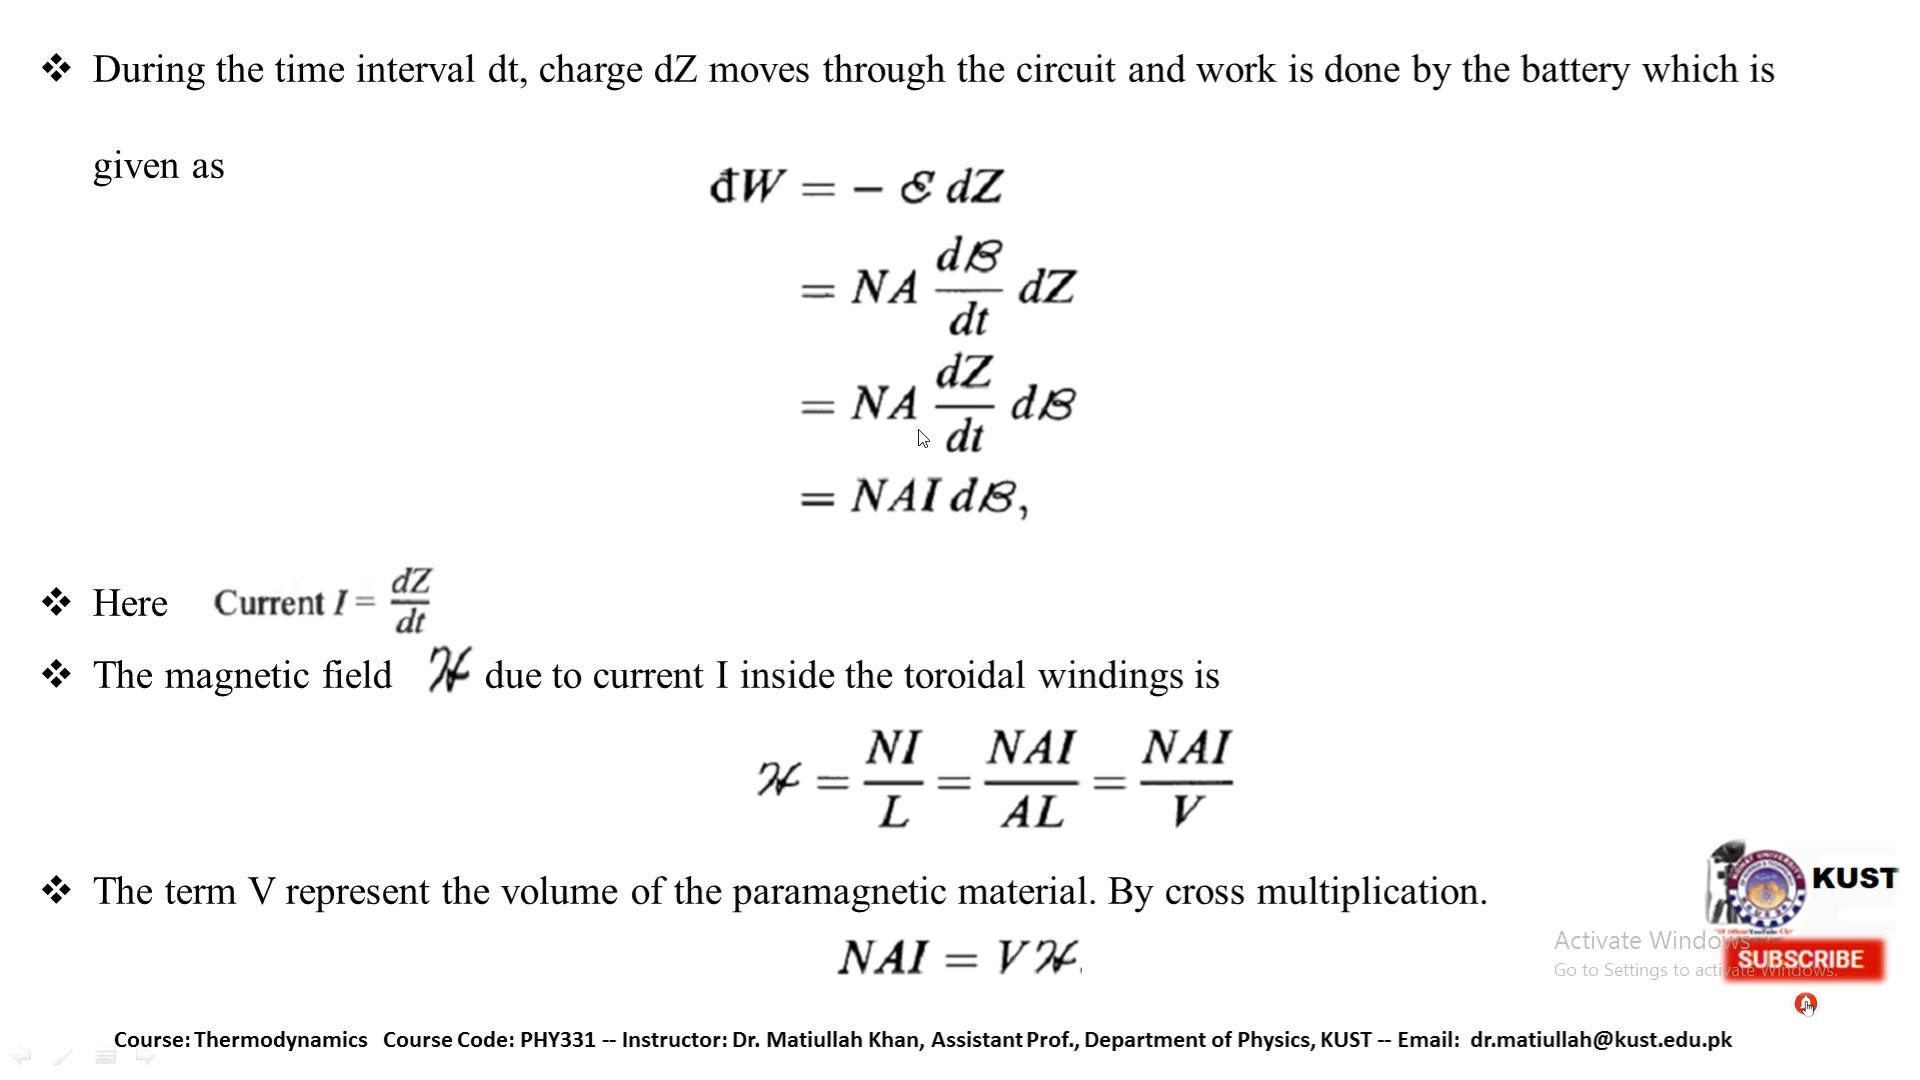 ❖ During the time interval dt, charge dZ moves through the circuit and work is done by the battery which is
given as
đW = − ℰ dZ
= NA dℬ/dt dZ
= NA dZ/dt dℬ
= NAI dℬ,
❖ Here Current I = dZ/dt
❖ The magnetic field ℋ due to current I inside the toroidal windings is
ℋ = NI/L = NAI/AL = NAI/V
❖ The term V represent the volume of the paramagnetic material. By cross multiplication.
NAI = Vℋ.
KUST
Activate Windows
SUBSCRIBE
Go to Settings to activate Windows.
Course: Thermodynamics Course Code: PHY331 -- Instructor: Dr. Matiullah Khan, Assistant Prof., Department of Physics, KUST -- Email: dr.matiullah@kust.edu.pk